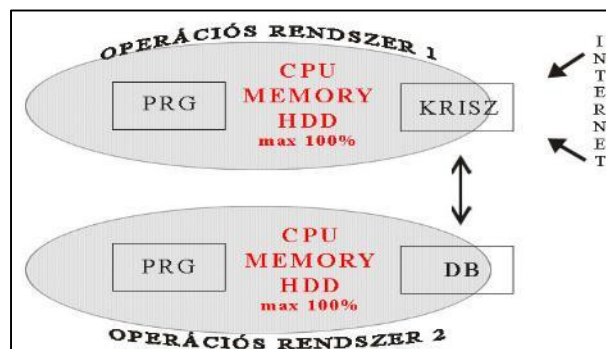 OPERÁCIÓS RENDSZER 1
PRG
CPU
MEMORY
HDD
max 100%
KRISZ
INTERNET
PRG
CPU
MEMORY
HDD
max 100%
DB
OPERÁCIÓS RENDSZER 2